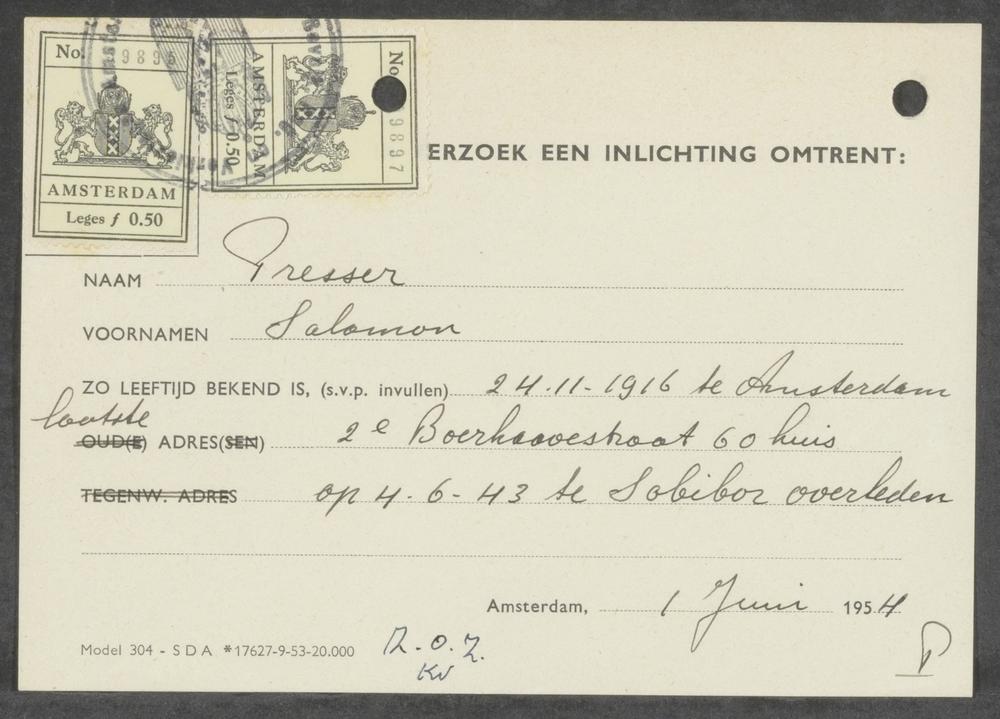 No. 9896
AMSTERDAM
Leges ƒ 0.50
No. 9897
AMSTERDAM
Leges ƒ 0.50
ERZOEK EEN INLICHTING OMTRENT:
NAAM Presser
VOORNAMEN Salomon
ZO LEEFTIJD BEKEND IS, (s.v.p. invullen) 24-11-1916 te Amsterdam
laatste
OUD(E) ADRES(SEN) 2e Boerhaavestraat 60 huis
TEGENW. ADRES op 4-6-43 te Sobibor overleden
Amsterdam, 1 Juni 1954
Model 304 - SDA *17627-9-53-20.000 R.O.Z.
KV
P